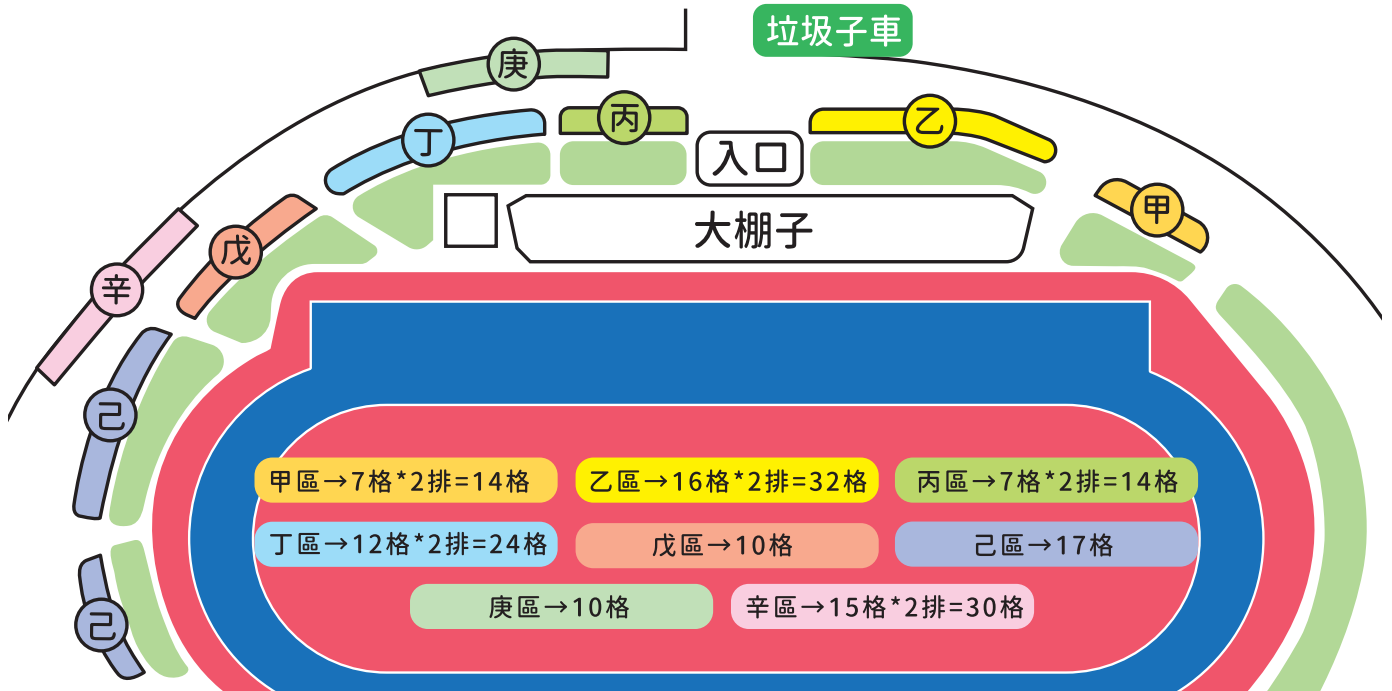 垃圾子車
庚
丙
乙
丁
入口
甲
大棚子
戊
辛
己
甲區→7格*2排=14格
乙區→16格*2排=32格
丙區→7格*2排=14格
丁區→12格*2排=24格
戊區→10格
己區→17格
庚區→10格
辛區→15格*2排=30格
己